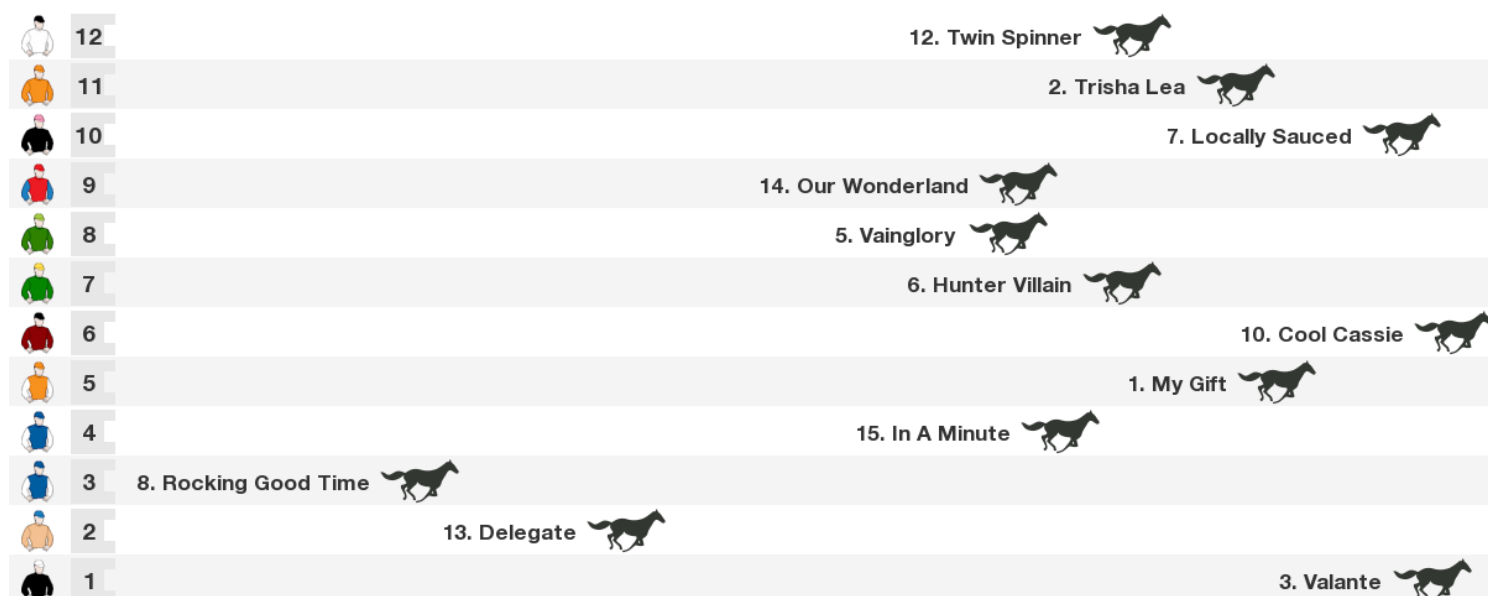 12 12. Twin Spinner
11 2. Trisha Lea
10 7. Locally Sauced
9 14. Our Wonderland
8 5. Vainglory
7 6. Hunter Villain
6 10. Cool Cassie
5 1. My Gift
4 15. In A Minute
3 8. Rocking Good Time
2 13. Delegate
1 3. Valante